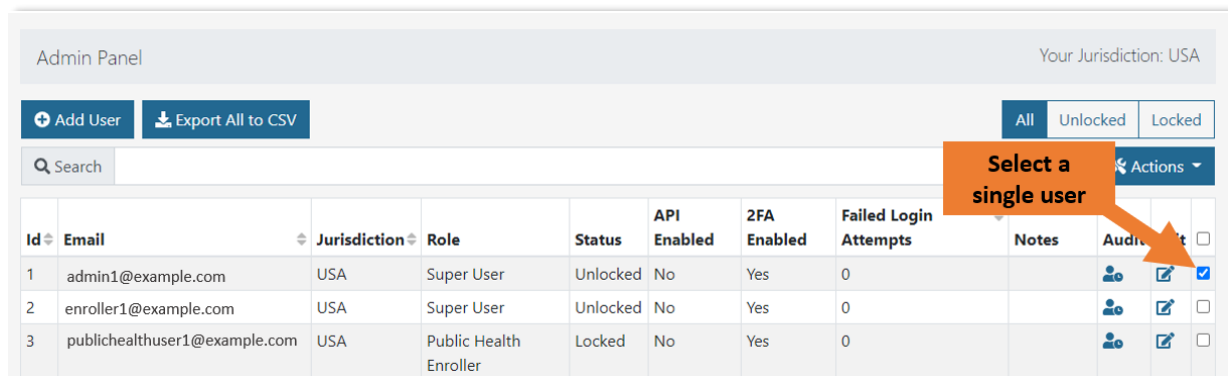 Admin Panel Your Jurisdiction: USA
Add User Export All to CSV All Unlocked Locked
Search Actions
Select a
single user
Id Email Jurisdiction Role Status API Enabled 2FA Enabled Failed Login Attempts Notes Audit
1 admin1@example.com USA Super User Unlocked No Yes 0
2 enroller1@example.com USA Super User Unlocked No Yes 0
3 publichealthuser1@example.com USA Public Health Enroller Locked No Yes 0